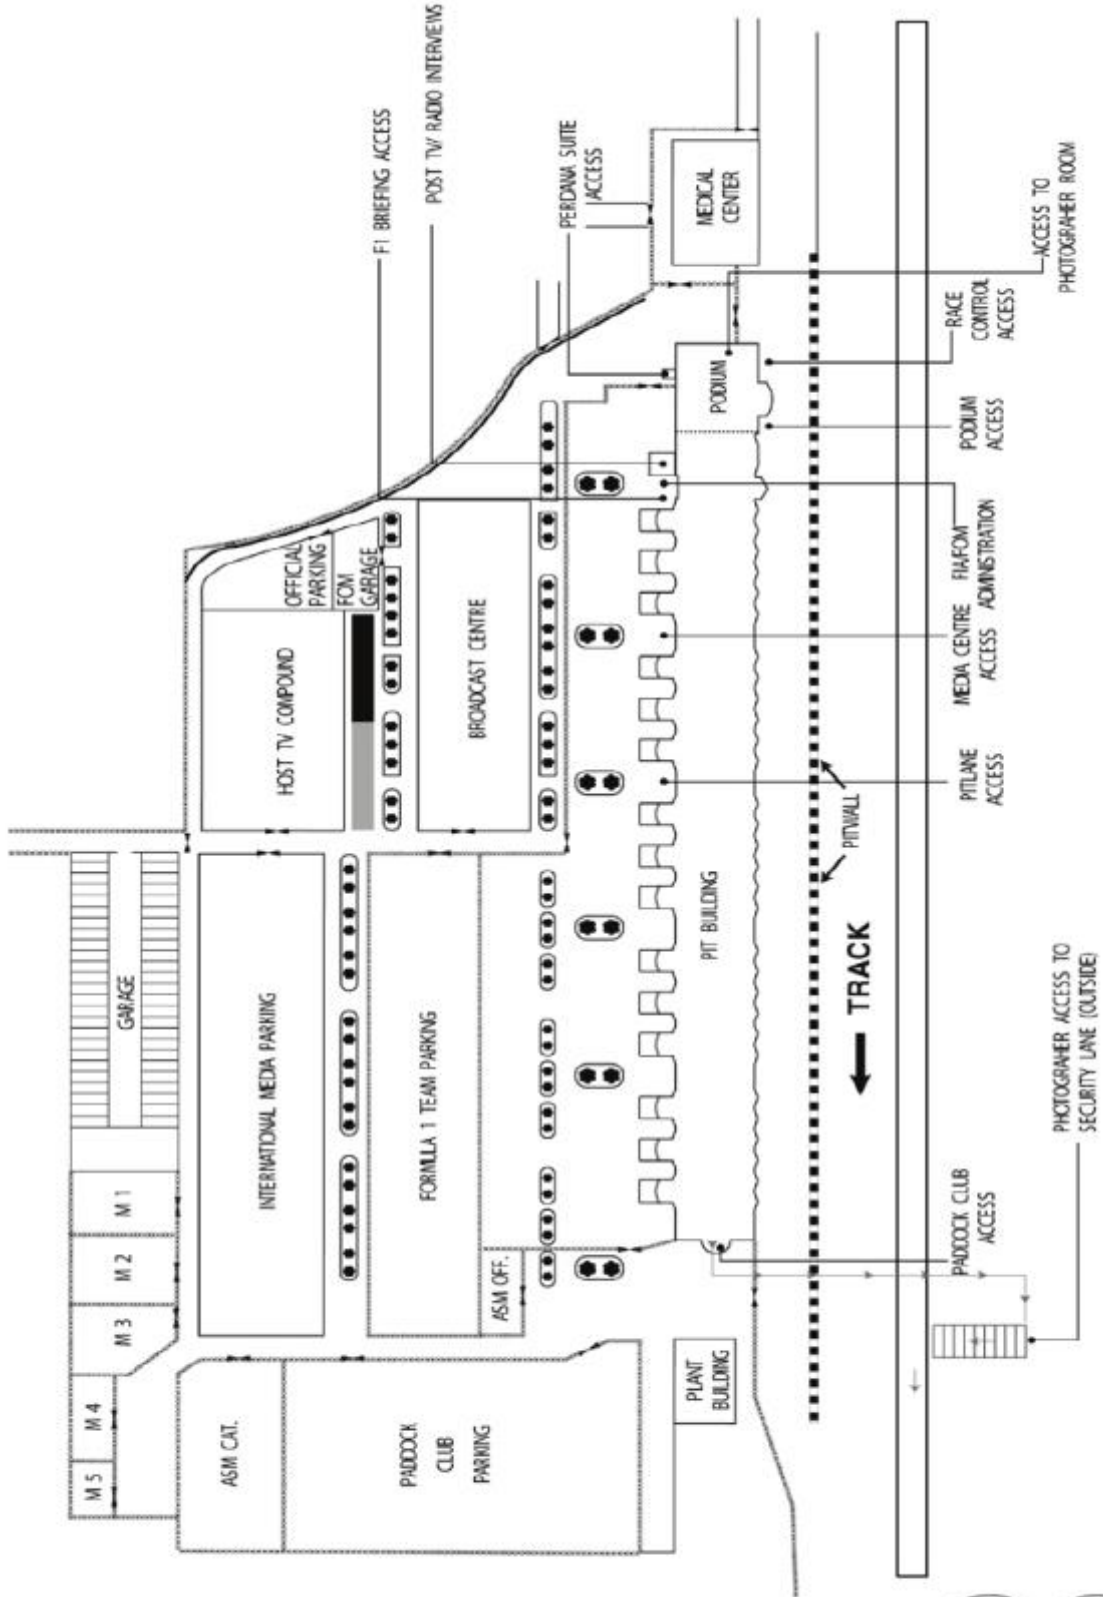 M 5
M 4
M 3
M 2
M 1
GARAGE
ASM CAT.
INTERNATIONAL MEDIA PARKING
HOST TV COMPOUND
OFFICIAL
PARKING
FOM
GARAGE
F1 BRIEFING ACCESS
POST TV/ RADIO INTERVIEWS
PADDOCK
CLUB
PARKING
FORMULA 1 TEAM PARKING
BROADCAST CENTRE
ASM OFF.
PERDANA SUITE
ACCESS
PLANT
BUILDING
PIT BUILDING
PODIUM
MEDICAL
CENTER
PITWALL
TRACK
PADDOCK CLUB
ACCESS
PITLANE
ACCESS
MEDIA CENTRE
ACCESS
FIA/FOM
ADMINISTRATION
PODIUM
ACCESS
RACE
CONTROL
ACCESS
ACCESS TO
PHOTOGRAHER ROOM
PHOTOGRAHER ACCESS TO
SECURITY LANE (OUTSIDE)